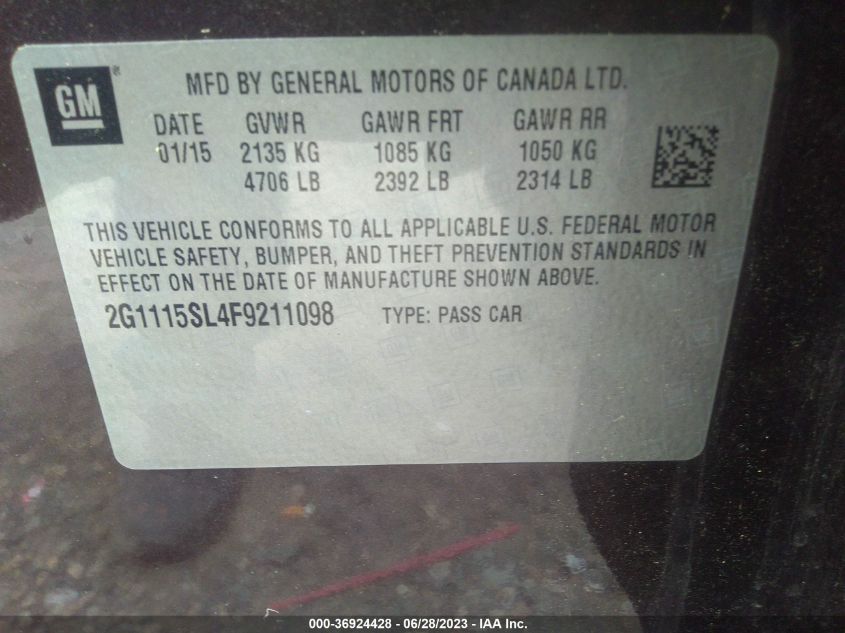 GM
MFD BY GENERAL MOTORS OF CANADA LTD.
DATE GVWR GAWR FRT GAWR RR
01/15 2135 KG 1085 KG 1050 KG
4706 LB 2392 LB 2314 LB
THIS VEHICLE CONFORMS TO ALL APPLICABLE U.S. FEDERAL MOTOR
VEHICLE SAFETY, BUMPER, AND THEFT PREVENTION STANDARDS IN
EFFECT ON THE DATE OF MANUFACTURE SHOWN ABOVE.
2G1115SL4F9211098 TYPE: PASS CAR
000-36924428 - 06/28/2023 - IAA Inc.